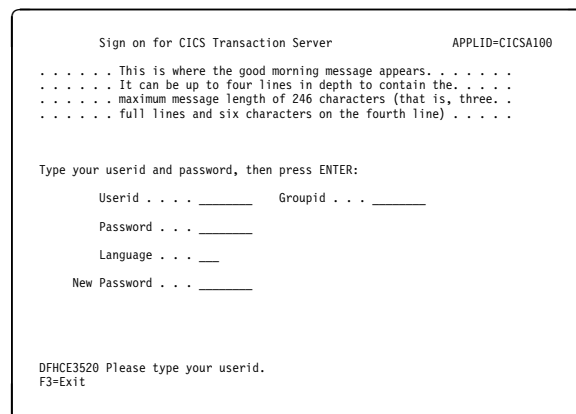 Sign on for CICS Transaction Server APPLID=CICSA100
. . . . . . This is where the good morning message appears. . . . . . .
. . . . . . It can be up to four lines in depth to contain the. . . . .
. . . . . . maximum message length of 246 characters (that is, three. .
. . . . . . full lines and six characters on the fourth line) . . . . .
Type your userid and password, then press ENTER:
Userid . . . . ________ Groupid . . . ________
Password . . . ________
Language . . . ___
New Password . . . ________
DFHCE3520 Please type your userid.
F3=Exit